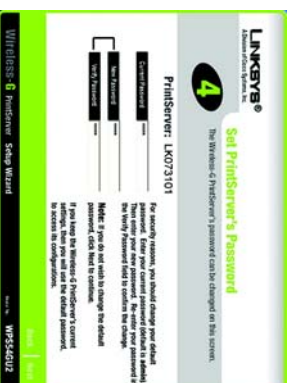 LINKSYS®
A Division of Cisco Systems, Inc.
4
Set PrintServer's Password
The Wireless-G PrintServer's password can be changed on this screen.
PrintServer: LK073101
Current Password
New Password
Verify Password
For security reasons, you should change your default
password. Enter your current password (default is admin)
Then enter your new password. Re-enter your password in
the Verify Password field to confirm the change.
Note: If you do not wish to change the default
password, click Next to continue.
If you keep the Wireless-G PrintServer's current
settings, then you will use the default password,
to access its configurations.
Wireless-G PrintServer Setup Wizard
Model No. WPS54GU2